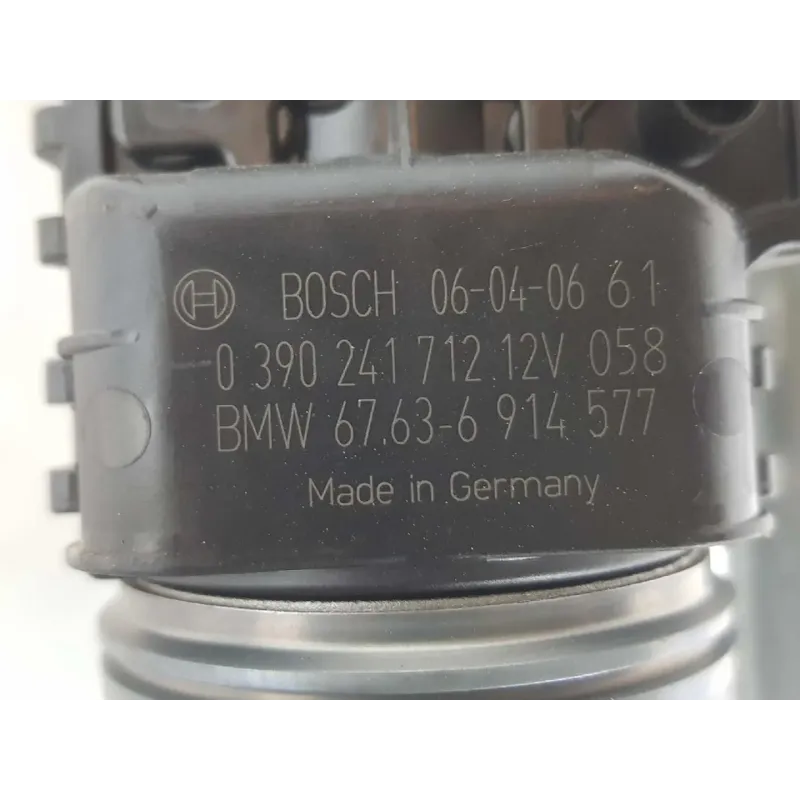 BOSCH 06-04-06 61
0 390 241 712 12V 058
BMW 67.63-6 914 577
Made in Germany